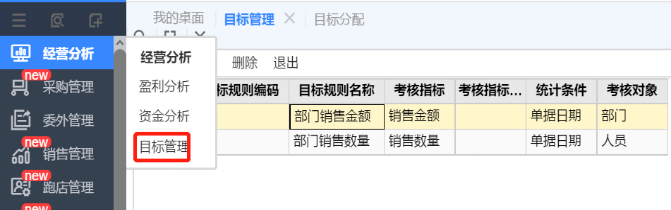 我的桌面 目标管理 目标分配
经营分析
new
采购管理
委外管理
new
销售管理
new
跑店管理
经营分析
盈利分析
资金分析
目标管理
删除 退出
标规则编码 目标规则名称 考核指标 考核指标... 统计条件 考核对象
部门销售金额 销售金额 单据日期 部门
部门销售数量 销售数量 单据日期 人员